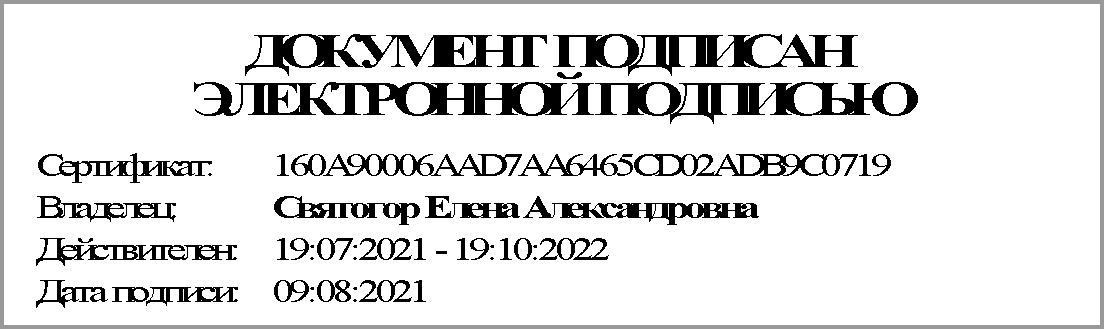 ДОКУМЕНТ ПОДПИСАН
ЭЛЕКТРОННОЙ ПОДПИСЬЮ
Сертификат: 160A90006AAD7AA6465CD02ADB9C0719
Владелец: Святогор Елена Александровна
Действителен: 19:07:2021 - 19:10:2022
Дата подписи: 09:08:2021